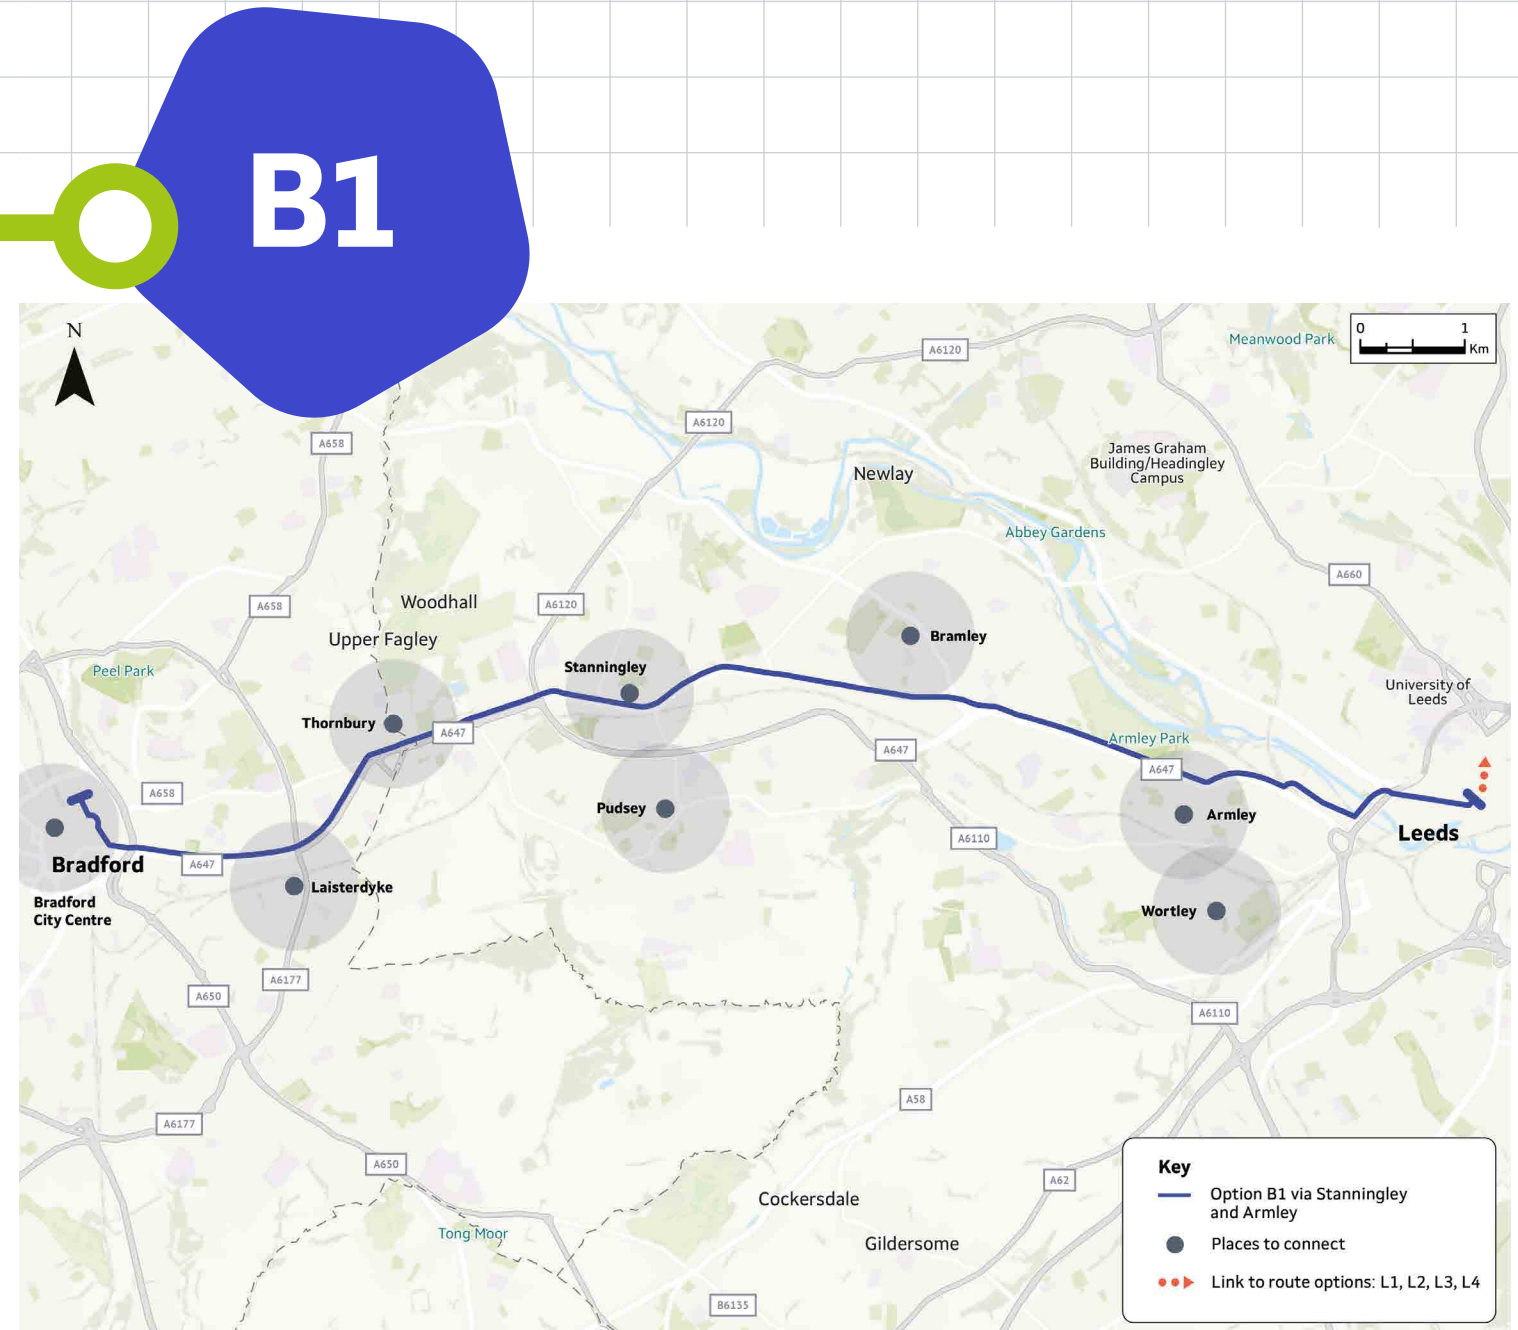 B1
N
0 1
Km
Meanwood Park
A6120
A6120
A658
James Graham
Building/Headingley
Campus
Newlay
Abbey Gardens
A660
Woodhall
A6120
A658
Upper Fagley
Bramley
Peel Park
Stanningley
University of
Leeds
Thornbury
A647
Armley Park
A647
A647
A658
Pudsey
Armley
Leeds
A6110
Bradford
A647
Laisterdyke
Bradford
City Centre
Wortley
A6177
A650
A6110
A58
A6177
A650
A62
Cockersdale
Tong Moor
Gildersome
B6135
Key
Option B1 via Stanningley
and Armley
Places to connect
Link to route options: L1, L2, L3, L4